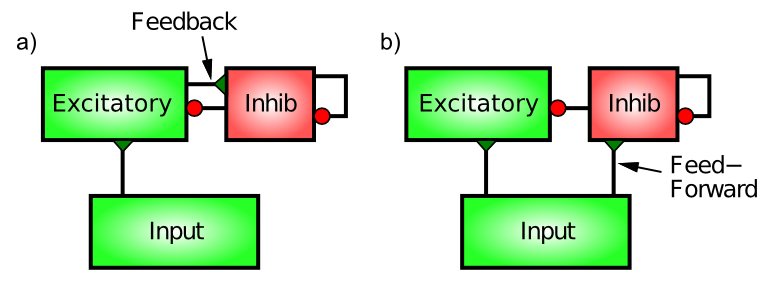 a)
Feedback
Excitatory
Inhib
Input
b)
Excitatory
Inhib
Feed–
Forward
Input